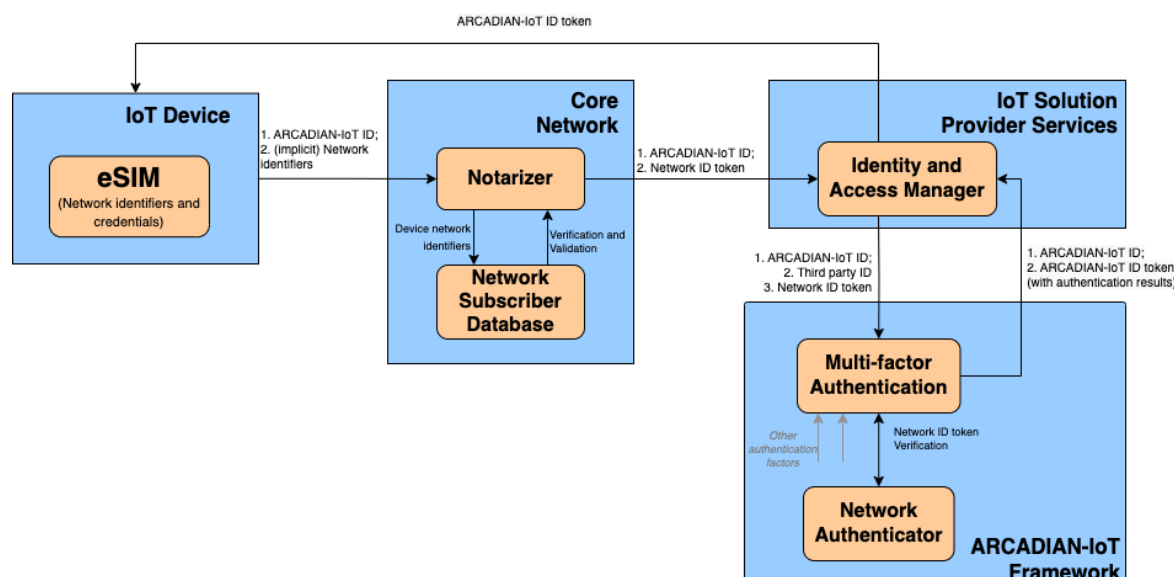 ARCADIAN-IoT ID token
IoT Device
eSIM
(Network identifiers and
credentials)
1. ARCADIAN-IoT ID;
2. (implicit) Network
identifiers
Core
Network
Notarizer
Device network
identifiers
Verification and
Validation
Network
Subscriber
Database
1. ARCADIAN-IoT ID;
2. Network ID token
IoT Solution
Provider Services
Identity and
Access Manager
1. ARCADIAN-IoT ID;
2. Third party ID
3. Network ID token
1. ARCADIAN-IoT ID;
2. ARCADIAN-IoT ID token
(with authentication results)
Multi-factor
Authentication
Other
authentication
factors
Network ID token
Verification
Network
Authenticator
ARCADIAN-IoT
Framework